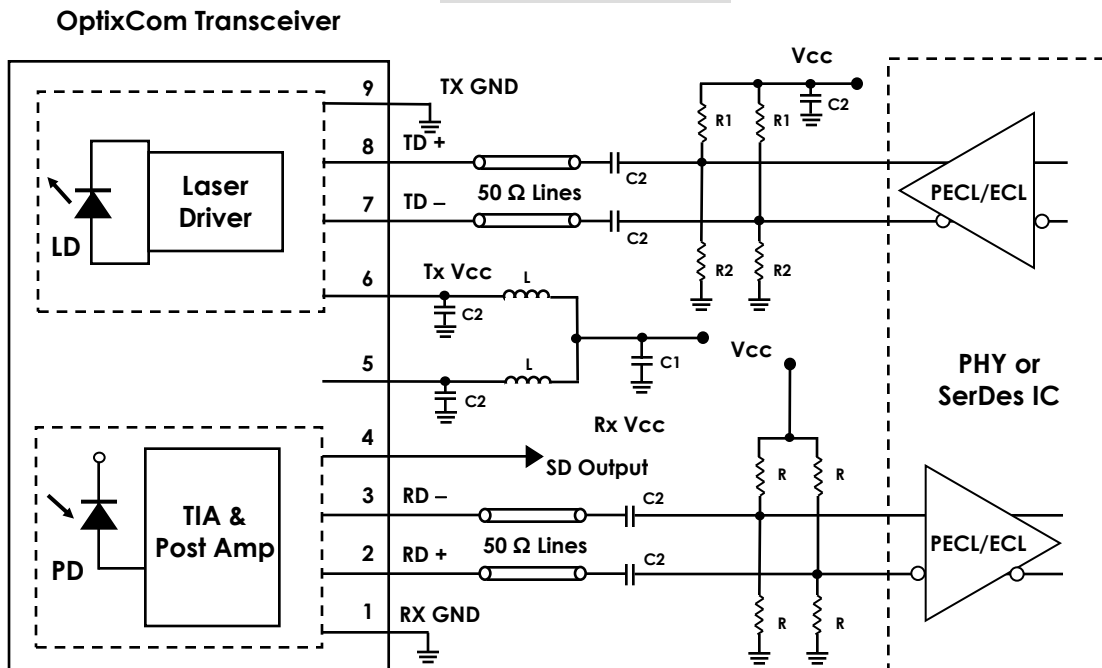 OptixCom Transceiver
9
TX GND
8
TD +
7
TD –
50 Ω Lines
C2
C2
R1
R1
Vcc
C2
R2
R2
PECL/ECL
Laser
Driver
LD
6
Tx Vcc
L
C2
5
L
C2
C1
Vcc
Rx Vcc
PHY or
SerDes IC
4
SD Output
3
RD –
2
RD +
50 Ω Lines
C2
C2
R
R
R
R
PECL/ECL
TIA &
Post Amp
PD
1
RX GND